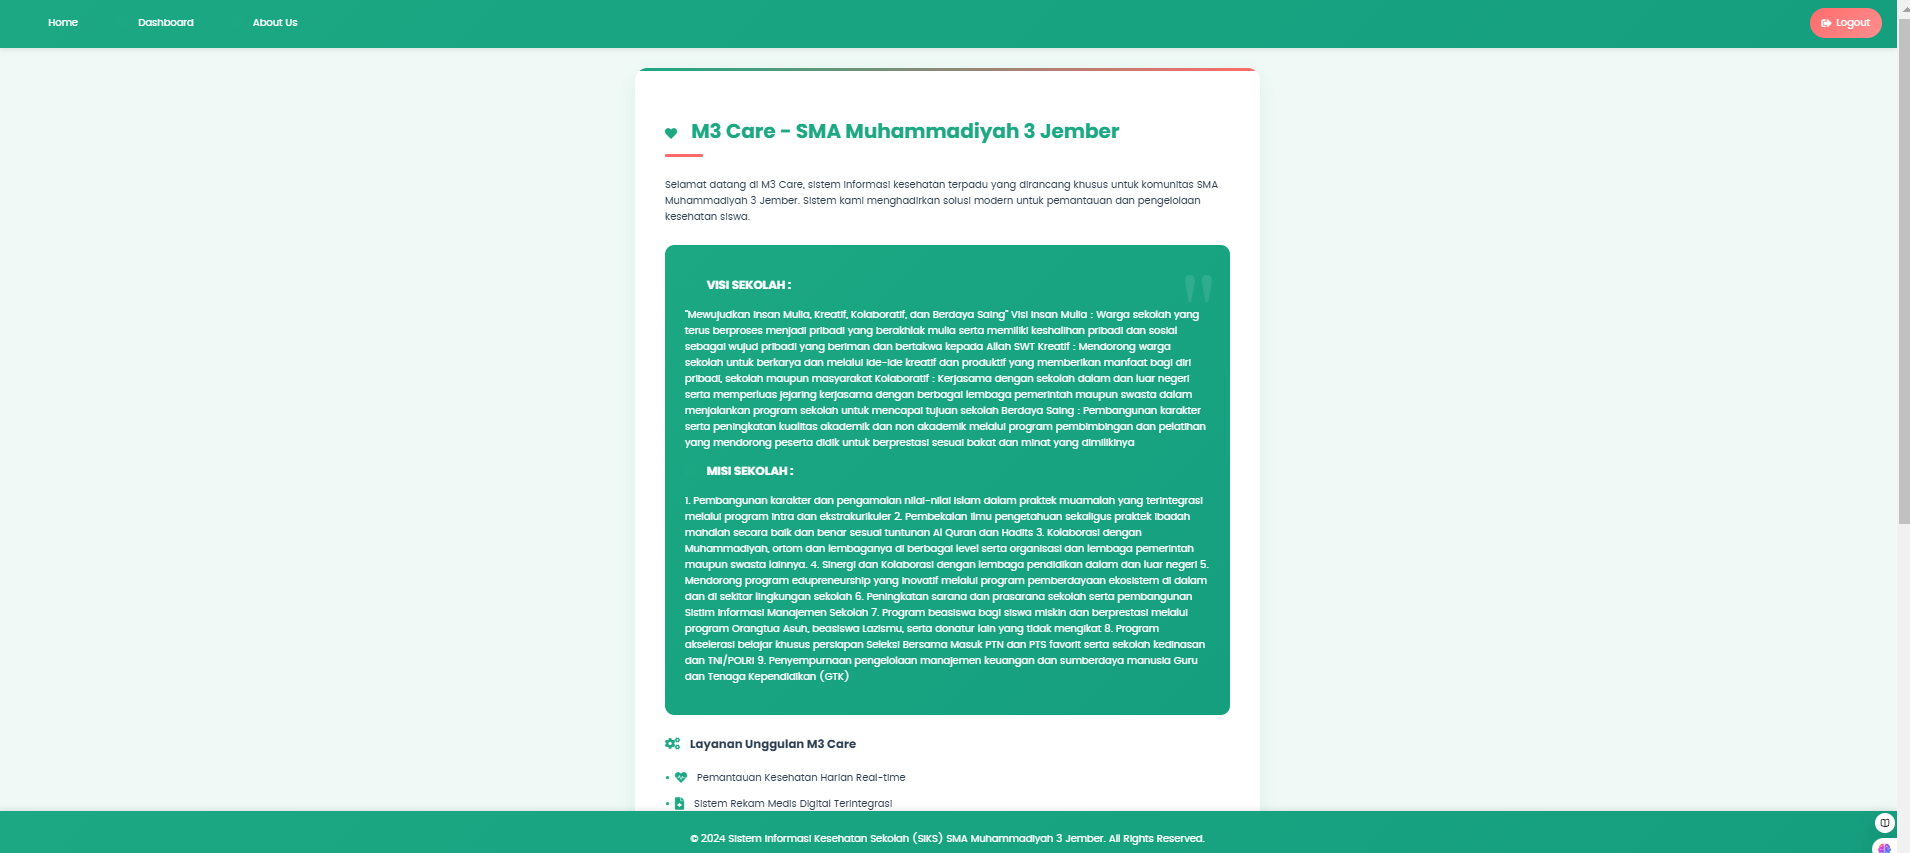 Home Dashboard About Us Logout
M3 Care - SMA Muhammadiyah 3 Jember
Selamat datang di M3 Care, sistem informasi kesehatan terpadu yang dirancang khusus untuk komunitas SMA
Muhammadiyah 3 Jember. Sistem kami menghadirkan solusi modern untuk pemantauan dan pengelolaan
kesehatan siswa.
"
VISI SEKOLAH :
"Mewujudkan Insan Mulia, Kreatif, Kolaboratif, dan Berdaya Saing" Visi Insan Mulia : Warga sekolah yang
terus berproses menjadi pribadi yang berakhlak mulia serta memiliki keshalihan pribadi dan sosial
sebagai wujud pribadi yang beriman dan bertakwa kepada Allah SWT Kreatif : Mendorong warga
sekolah untuk berkarya dan melalui ide-ide kreatif dan produktif yang memberikan manfaat bagi diri
pribadi, sekolah maupun masyarakat Kolaboratif : Kerjasama dengan sekolah dalam dan luar negeri
serta memperluas jejaring kerjasama dengan berbagai lembaga pemerintah maupun swasta dalam
menjalankan program sekolah untuk mencapai tujuan sekolah Berdaya Saing : Pembangunan karakter
serta peningkatan kualitas akademik dan non akademik melalui program pembimbingan dan pelatihan
yang mendorong peserta didik untuk berprestasi sesuai bakat dan minat yang dimilikinya
MISI SEKOLAH :
1. Pembangunan karakter dan pengamalan nilai-nilai Islam dalam praktek muamalah yang terintegrasi
melalui program intra dan ekstrakurikuler 2. Pembekalan ilmu pengetahuan sekaligus praktek ibadah
mahdlah secara baik dan benar sesuai tuntunan Al Quran dan Hadits 3. Kolaborasi dengan
Muhammadiyah, ortom dan lembaganya di berbagai level serta organisasi dan lembaga pemerintah
maupun swasta lainnya. 4. Sinergi dan Kolaborasi dengan lembaga pendidikan dalam dan luar negeri 5.
Mendorong program edupreneurship yang inovatif melalui program pemberdayaan ekosistem di dalam
dan di sekitar lingkungan sekolah 6. Peningkatan sarana dan prasarana sekolah serta pembangunan
Sistim Informasi Manajemen Sekolah 7. Program beasiswa bagi siswa miskin dan berprestasi melalui
program Orangtua Asuh, beasiswa Lazismu, serta donatur lain yang tidak mengikat 8. Program
akselerasi belajar khusus persiapan Seleksi Bersama Masuk PTN dan PTS favorit serta sekolah kedinasan
dan TNI/POLRI 9. Penyempurnaan pengelolaan manajemen keuangan dan sumberdaya manusia Guru
dan Tenaga Kependidikan (GTK)
Layanan Unggulan M3 Care
• Pemantauan Kesehatan Harian Real-time
• Sistem Rekam Medis Digital Terintegrasi
© 2024 Sistem Informasi Kesehatan Sekolah (SIKS) SMA Muhammadiyah 3 Jember. All Rights Reserved.